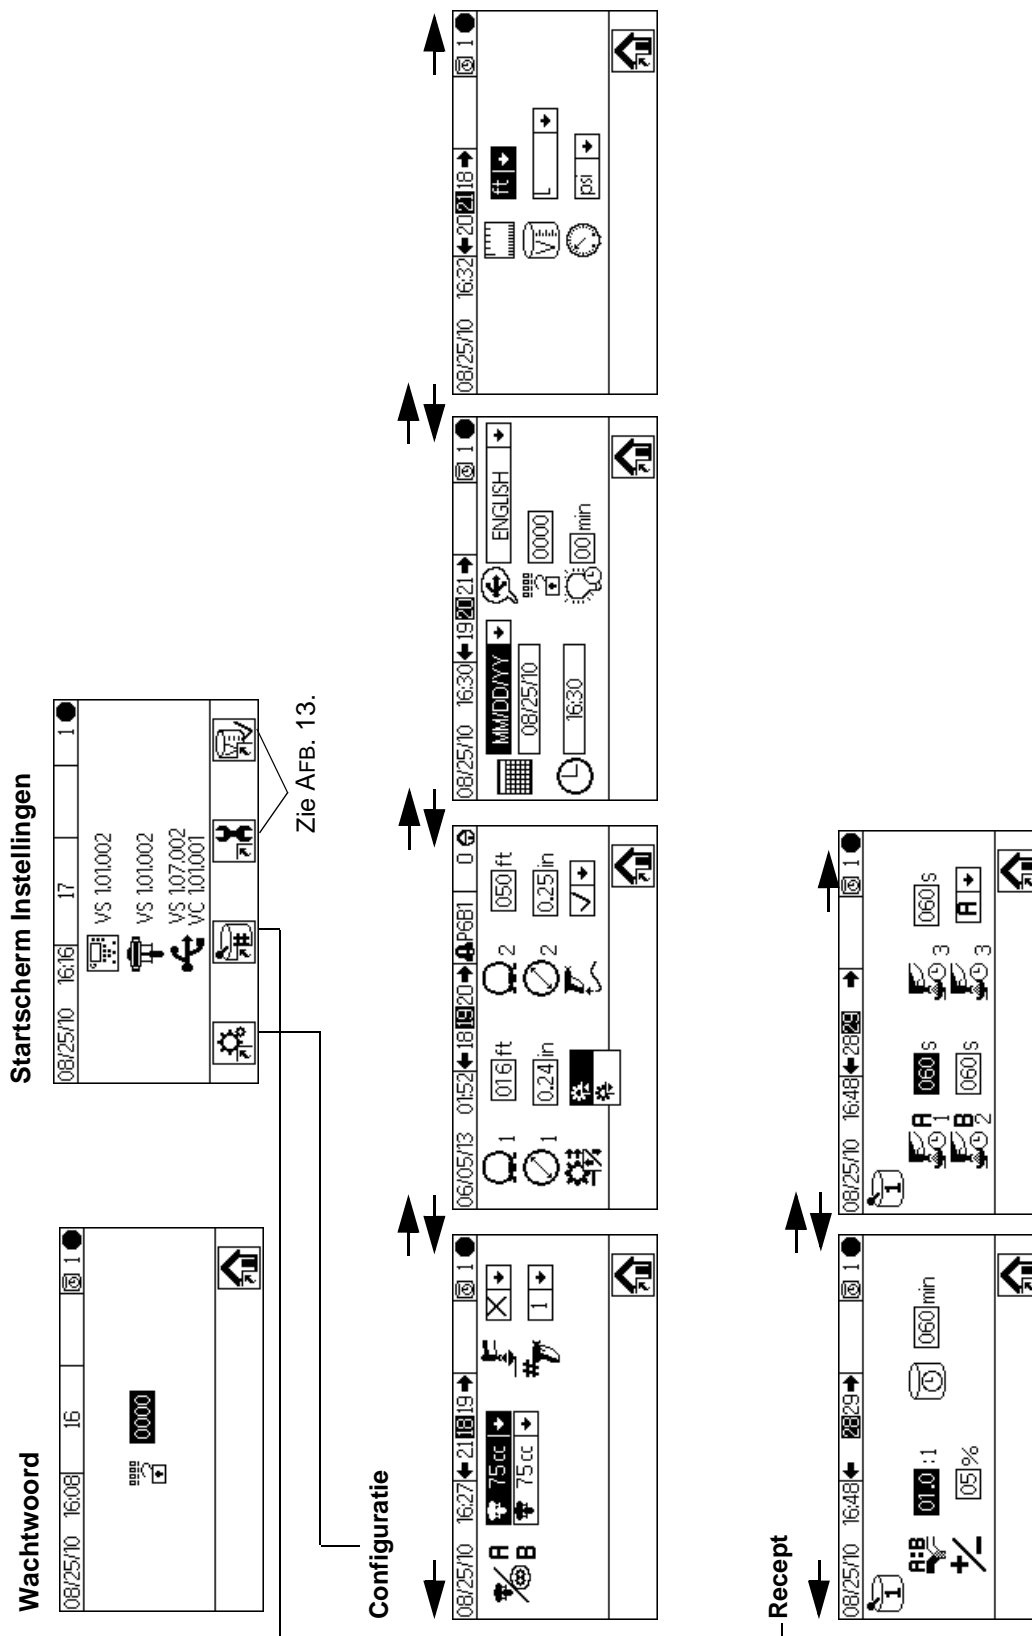 Wachtwoord
08/25/10 16:08 16 1
0000
Startscherm Instellingen
08/25/10 16:16 17 1
VS 1.01.002
VS 1.01.002
VS 1.07.002
VC 1.01.001
#
Zie AFB. 13.
Configuratie
08/25/10 16:27 21 18 19 1
A 75 cc X
B 75 cc # 1
06/05/13 01:52 18 19 20 P6B1 0
1 016 ft 2 050 ft
1 0.24 in 2 0.25 in
08/25/10 16:30 19 20 21 1
MM/DD/YY ENGLISH
08/25/10 0000
16:30 00 min
08/25/10 16:32 20 21 18 1
ft
L
psi
Recept
08/25/10 16:48 28 29 1
1
A:B 01.0 :1 060 min
+/- 05 %
08/25/10 16:48 28 29 1
1
A 1 060 s 3 060 s
B 2 060 s 3 A